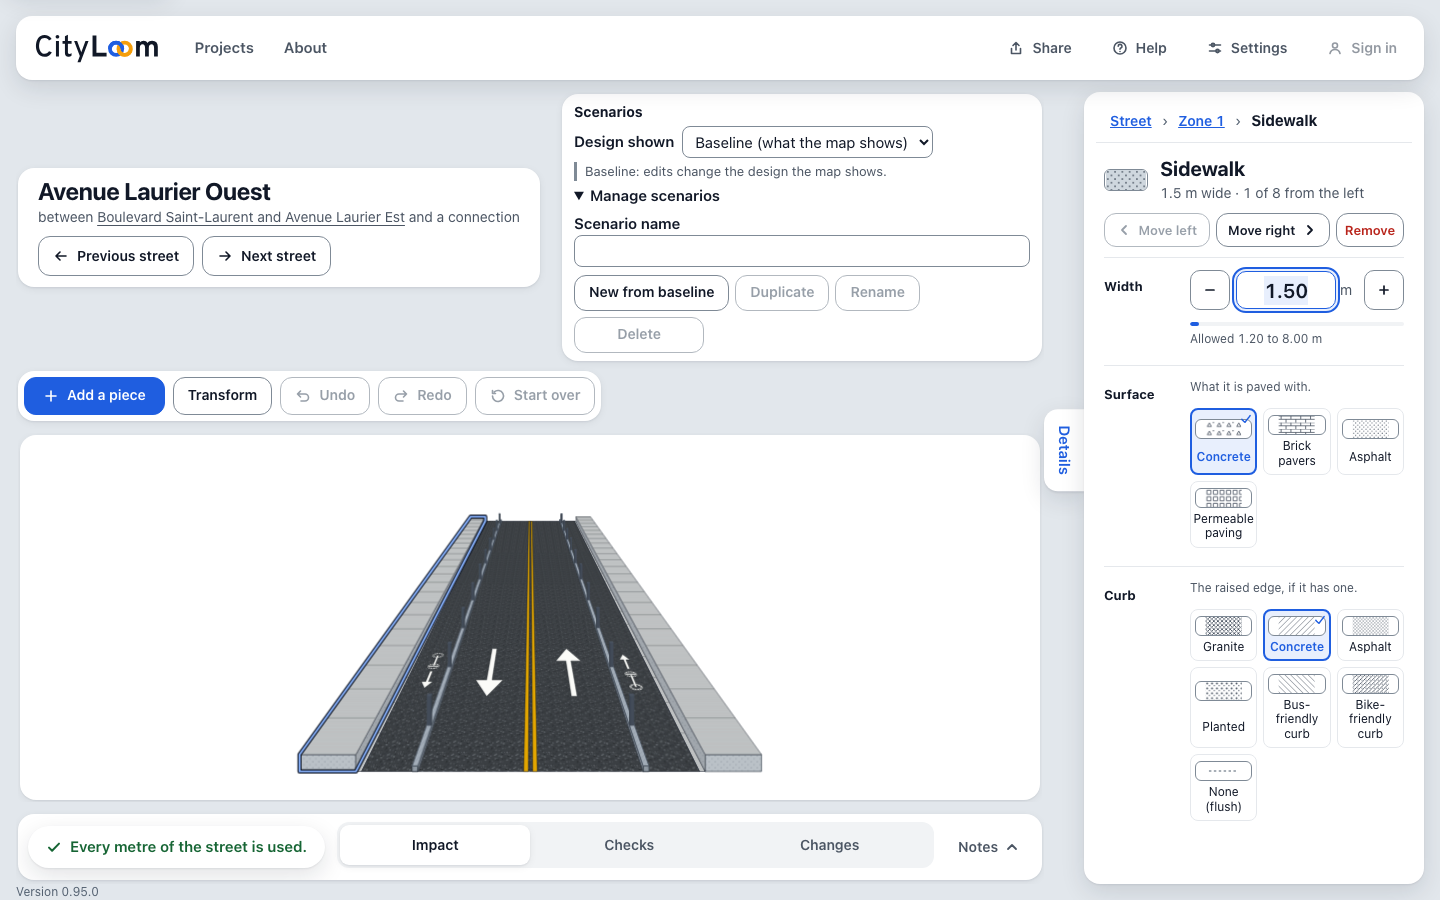 CityLoom
Projects
About
Share
Help
Settings
Sign in
Avenue Laurier Ouest
between Boulevard Saint-Laurent and Avenue Laurier Est and a connection
Previous street
Next street
Scenarios
Design shown
Baseline (what the map shows)
Baseline: edits change the design the map shows.
Manage scenarios
Scenario name
New from baseline
Duplicate
Rename
Delete
Add a piece
Transform
Undo
Redo
Start over
Details
Street › Zone 1 › Sidewalk
Sidewalk
1.5 m wide · 1 of 8 from the left
Move left
Move right
Remove
Width
−
1.50
m
+
Allowed 1.20 to 8.00 m
Surface
What it is paved with.
Concrete
Brick
pavers
Asphalt
Permeable
paving
Curb
The raised edge, if it has one.
Granite
Concrete
Asphalt
Planted
Bus-
friendly
curb
Bike-
friendly
curb
None
(flush)
Every metre of the street is used.
Impact
Checks
Changes
Notes
Version 0.95.0